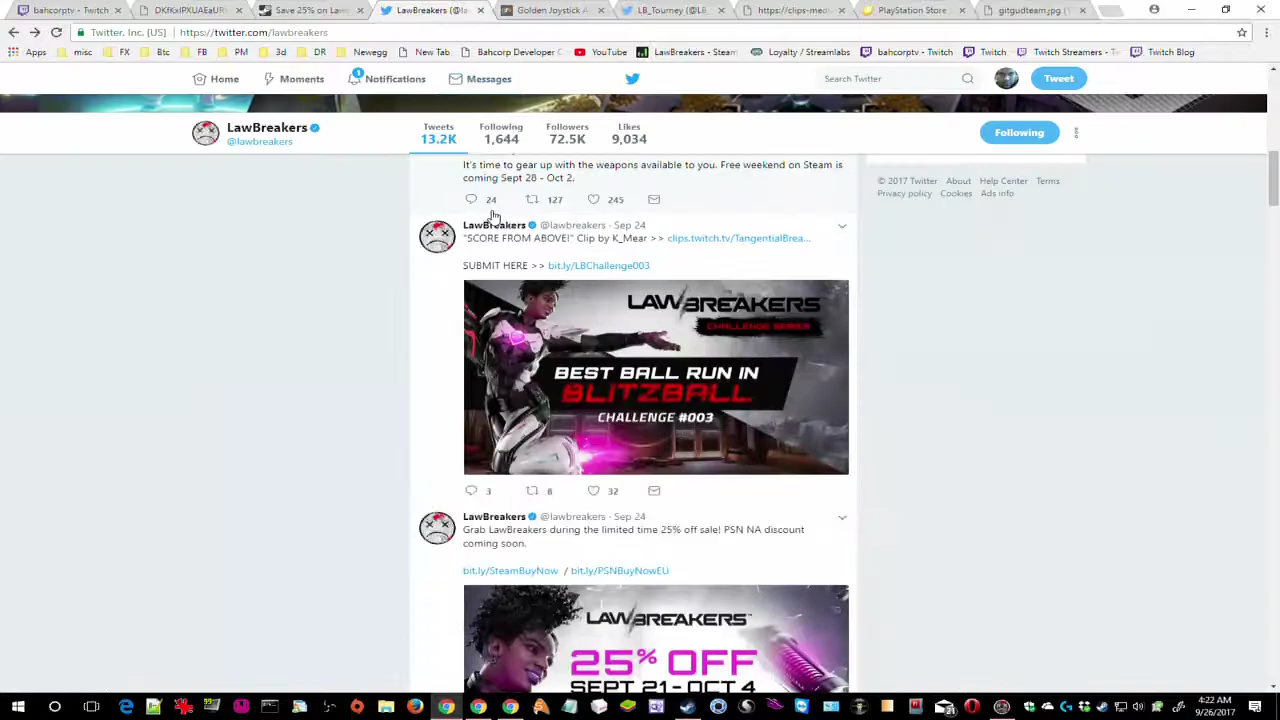 bahcorptv - Twitch
DKfKxlPXUAEuUR
Save 25% on Law
LawBreakers (@la
Golden Joystick A
LB_Tourney (@LB_
https://clips-med
PlayStation Store
gitgudteam.jpg (1
Twitter, Inc. [US] https://twitter.com/lawbreakers
Apps misc FX Btc FB PM 3d DR Newegg New Tab Bahcorp Developer C YouTube LawBreakers - Steam Loyalty / Streamlabs bahcorptv - Twitch Twitch Twitch Streamers - Tw Twitch Blog
Home Moments 1 Notifications Messages Search Twitter Tweet
LawBreakers
@lawbreakers
Tweets Following Followers Likes
13.2K 1,644 72.5K 9,034
Following
It's time to gear up with the weapons available to you. Free weekend on Steam is
coming Sept 28 - Oct 2.
24 127 245
© 2017 Twitter About Help Center Terms
Privacy policy Cookies Ads info
LawBreakers @lawbreakers · Sep 24
"SCORE FROM ABOVE!" Clip by K_Mear >> clips.twitch.tv/TangentialBrea...
SUBMIT HERE >> bit.ly/LBChallenge003
LAWBREAKERS
CHALLENGE SERIES
BEST BALL RUN IN
BLITZBALL
CHALLENGE #003
3 8 32
LawBreakers @lawbreakers · Sep 24
Grab LawBreakers during the limited time 25% off sale! PSN NA discount
coming soon.
bit.ly/SteamBuyNow / bit.ly/PSNBuyNowEU
LAWBREAKERS
25% OFF
SEPT 21 - OCT 4
4:22 AM
9/26/2017